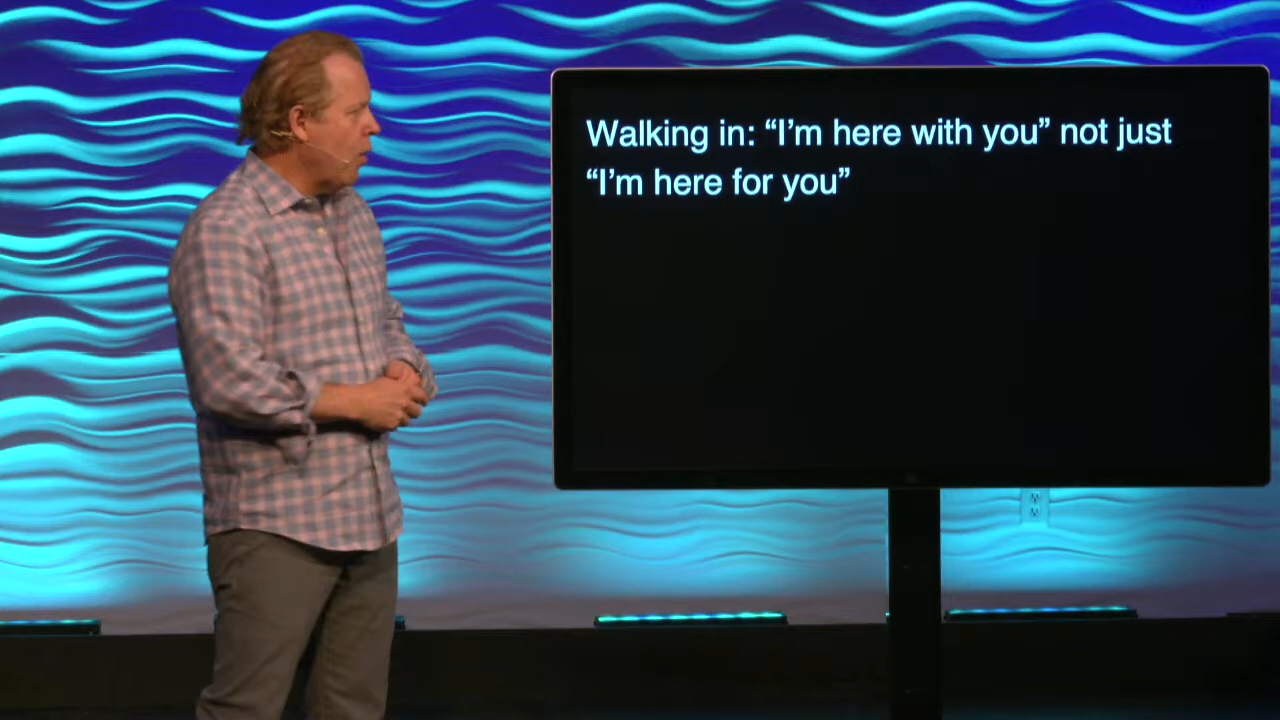 Walking in: “I’m here with you” not just
“I’m here for you”